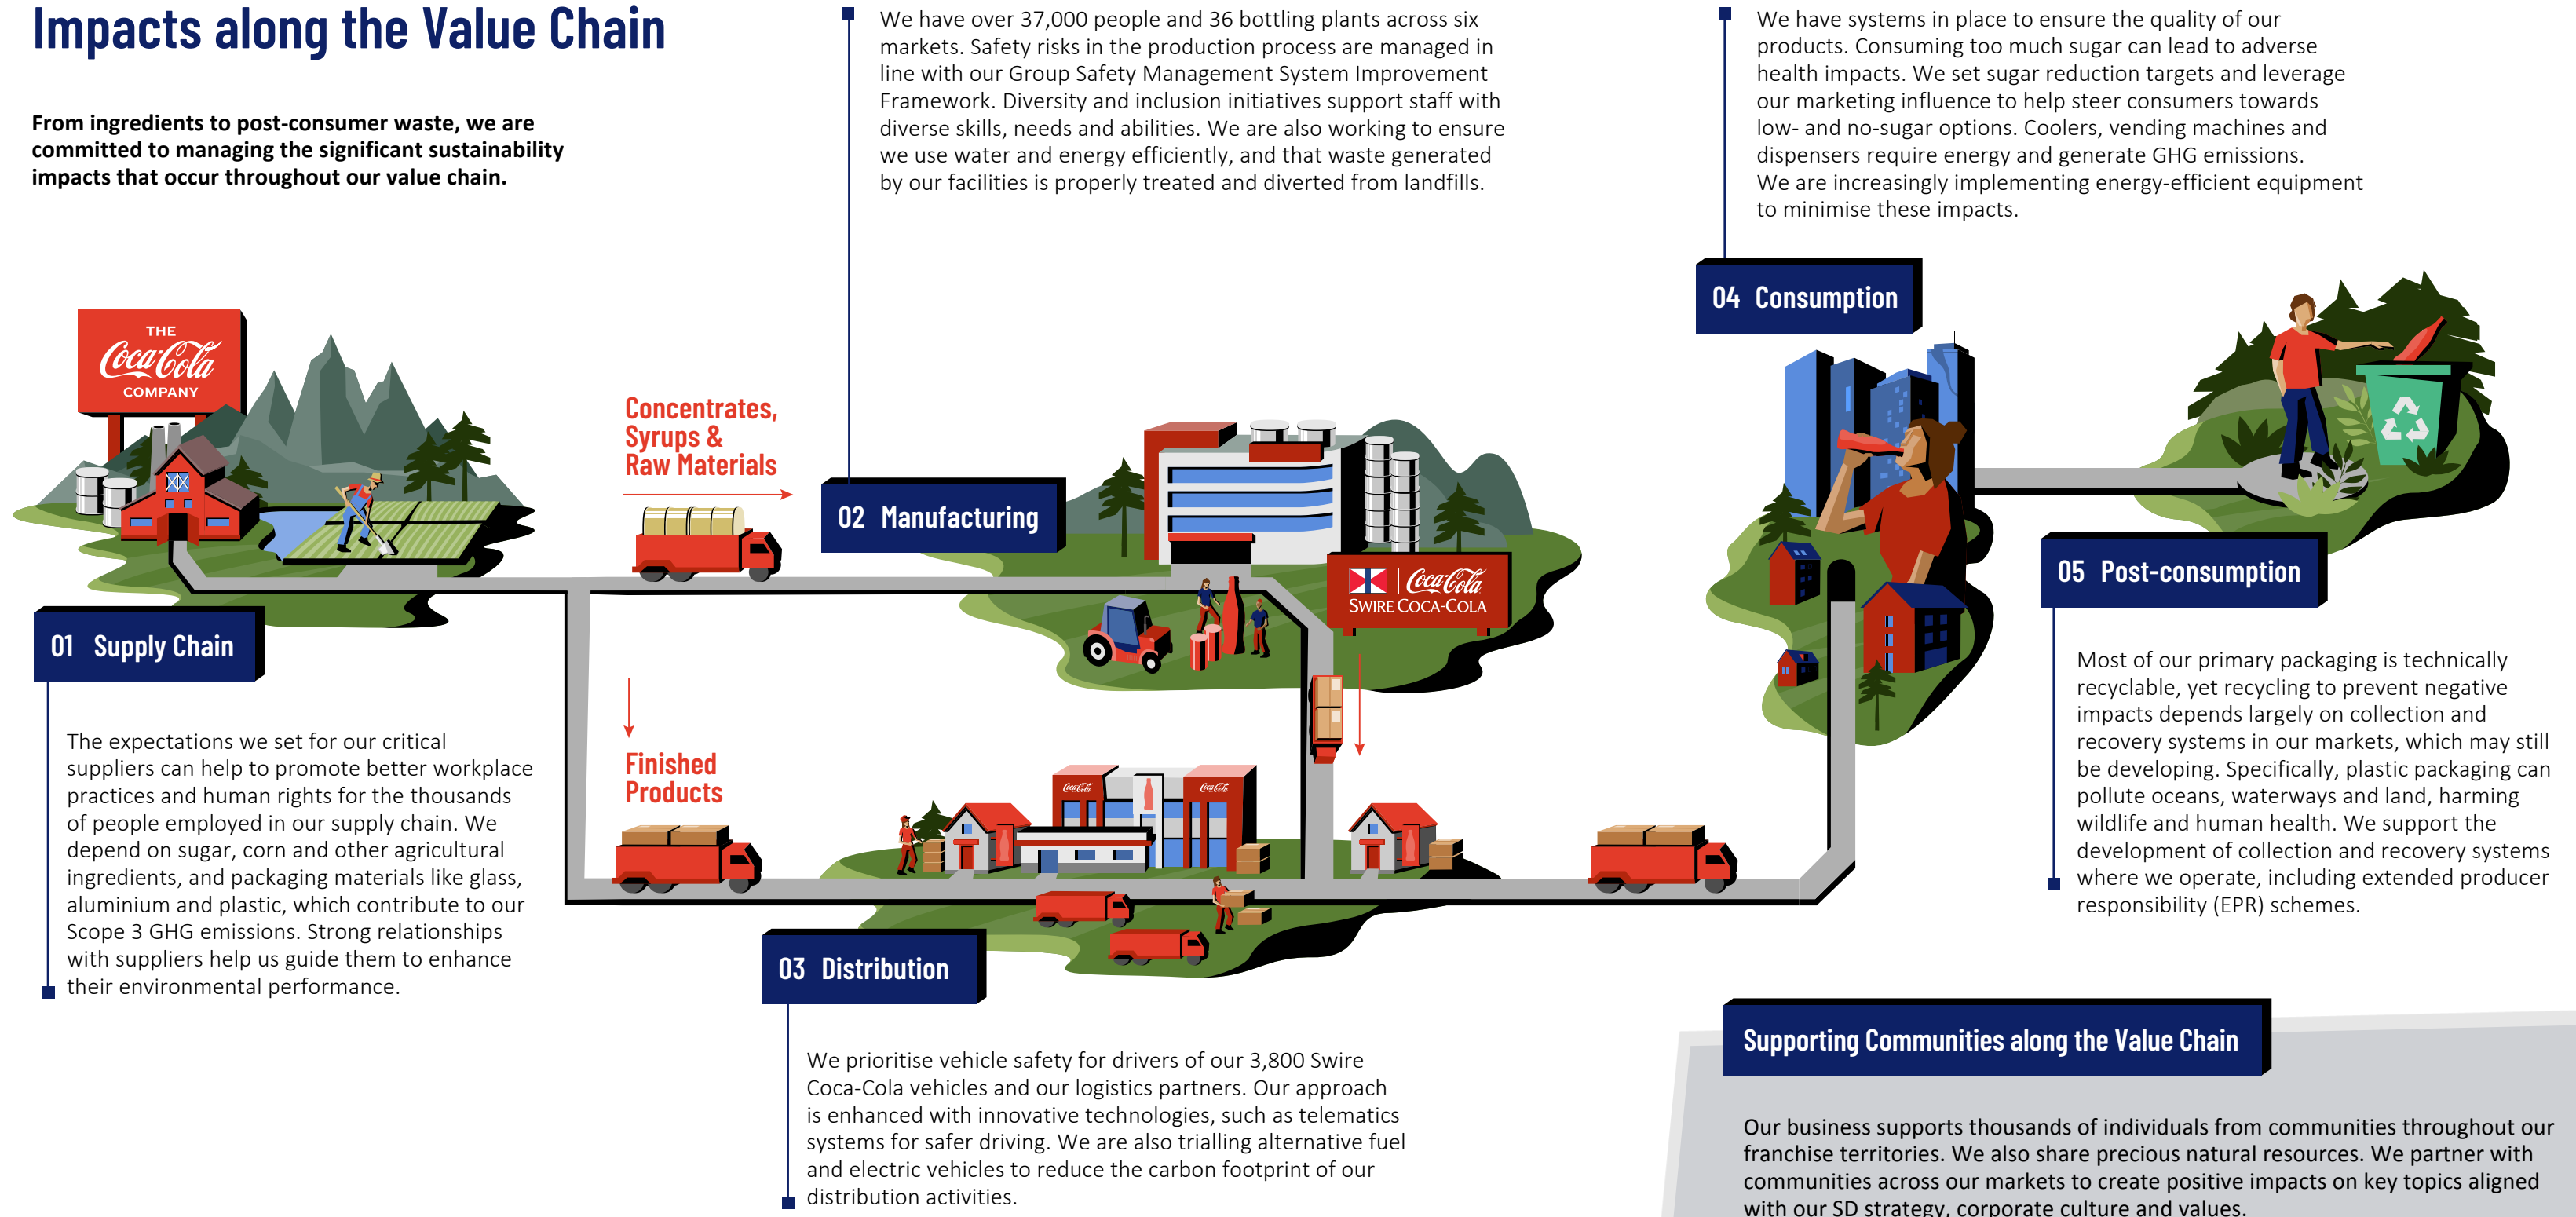 Impacts along the Value Chain
From ingredients to post-consumer waste, we are
committed to managing the significant sustainability
impacts that occur throughout our value chain.
THE
Coca-Cola
COMPANY
01 Supply Chain
The expectations we set for our critical
suppliers can help to promote better workplace
practices and human rights for the thousands
of people employed in our supply chain. We
depend on sugar, corn and other agricultural
ingredients, and packaging materials like glass,
aluminium and plastic, which contribute to our
Scope 3 GHG emissions. Strong relationships
with suppliers help us guide them to enhance
their environmental performance.
Concentrates,
Syrups &
Raw Materials
Finished
Products
We have over 37,000 people and 36 bottling plants across six
markets. Safety risks in the production process are managed in
line with our Group Safety Management System Improvement
Framework. Diversity and inclusion initiatives support staff with
diverse skills, needs and abilities. We are also working to ensure
we use water and energy efficiently, and that waste generated
by our facilities is properly treated and diverted from landfills.
02 Manufacturing
Coca-Cola
SWIRE COCA-COLA
Coca-Cola
Coca-Cola
03 Distribution
We prioritise vehicle safety for drivers of our 3,800 Swire
Coca-Cola vehicles and our logistics partners. Our approach
is enhanced with innovative technologies, such as telematics
systems for safer driving. We are also trialling alternative fuel
and electric vehicles to reduce the carbon footprint of our
distribution activities.
We have systems in place to ensure the quality of our
products. Consuming too much sugar can lead to adverse
health impacts. We set sugar reduction targets and leverage
our marketing influence to help steer consumers towards
low- and no-sugar options. Coolers, vending machines and
dispensers require energy and generate GHG emissions.
We are increasingly implementing energy-efficient equipment
to minimise these impacts.
04 Consumption
05 Post-consumption
Most of our primary packaging is technically
recyclable, yet recycling to prevent negative
impacts depends largely on collection and
recovery systems in our markets, which may still
be developing. Specifically, plastic packaging can
pollute oceans, waterways and land, harming
wildlife and human health. We support the
development of collection and recovery systems
where we operate, including extended producer
responsibility (EPR) schemes.
Supporting Communities along the Value Chain
Our business supports thousands of individuals from communities throughout our
franchise territories. We also share precious natural resources. We partner with
communities across our markets to create positive impacts on key topics aligned
with our SD strategy, corporate culture and values.